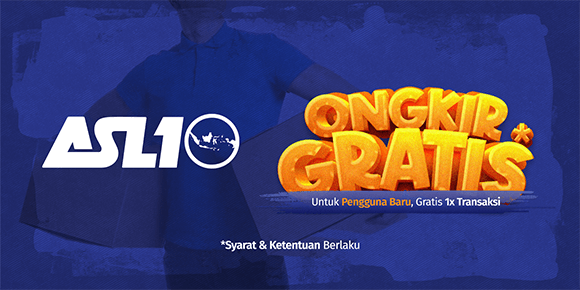 ASL10
ONGKIR
GRATIS*
Untuk Pengguna Baru, Gratis 1x Transaksi
*Syarat & Ketentuan Berlaku